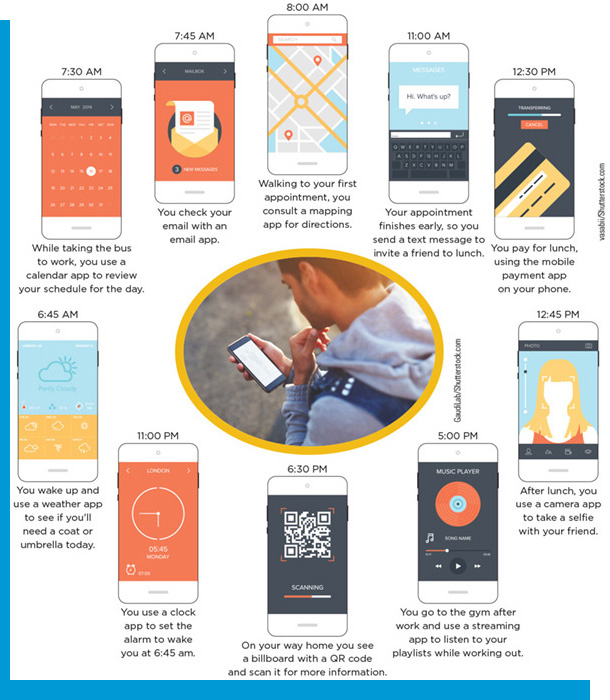 8:00 AM
7:45 AM
11:00 AM
7:30 AM
12:30 PM
SEARCH
MAILBOX
MESSAGES
MAY 2019
Hi. What's up?
TRANSFERRING
CANCEL
3 NEW MESSAGES
Q W E R T Y U I O P
A S D F G H J K L
Z X C V B N M
While taking the bus
to work, you use a
calendar app to review
your schedule for the day.
You check your
email with an
email app.
Walking to your first
appointment, you
consult a mapping
app for directions.
Your appointment
finishes early, so you
send a text message to
invite a friend to lunch.
You pay for lunch,
using the mobile
payment app
on your phone.
vasabii/Shutterstock.com
6:45 AM
Partly Cloudy
You wake up and
use a weather app
to see if you'll
need a coat or
umbrella today.
GaudiLab/Shutterstock.com
12:45 PM
PHOTO
After lunch, you
use a camera app
to take a selfie
with your friend.
11:00 PM
LONDON
05:45
MONDAY
07:00
You use a clock
app to set the
alarm to wake
you at 6:45 am.
6:30 PM
SCANNING
On your way home you see
a billboard with a QR code
and scan it for more information.
5:00 PM
MUSIC PLAYER
SONG NAME
You go to the gym after
work and use a streaming
app to listen to your
playlists while working out.